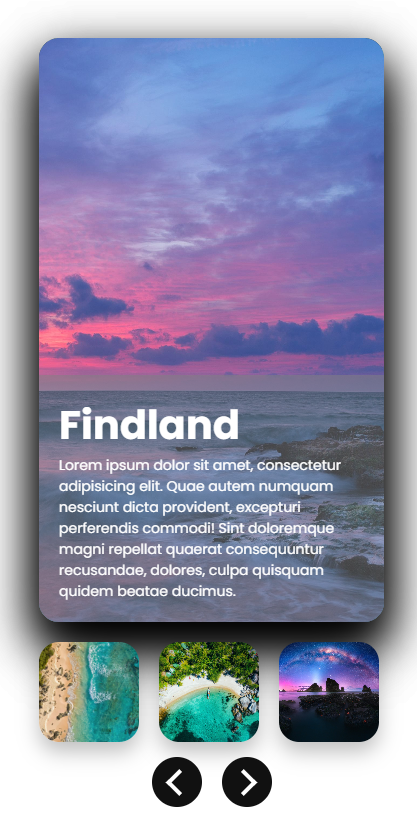 Findland
Lorem ipsum dolor sit amet, consectetur
adipisicing elit. Quae autem numquam
nesciunt dicta provident, excepturi
perferendis commodi! Sint doloremque
magni repellat quaerat consequuntur
recusandae, dolores, culpa quisquam
quidem beatae ducimus.